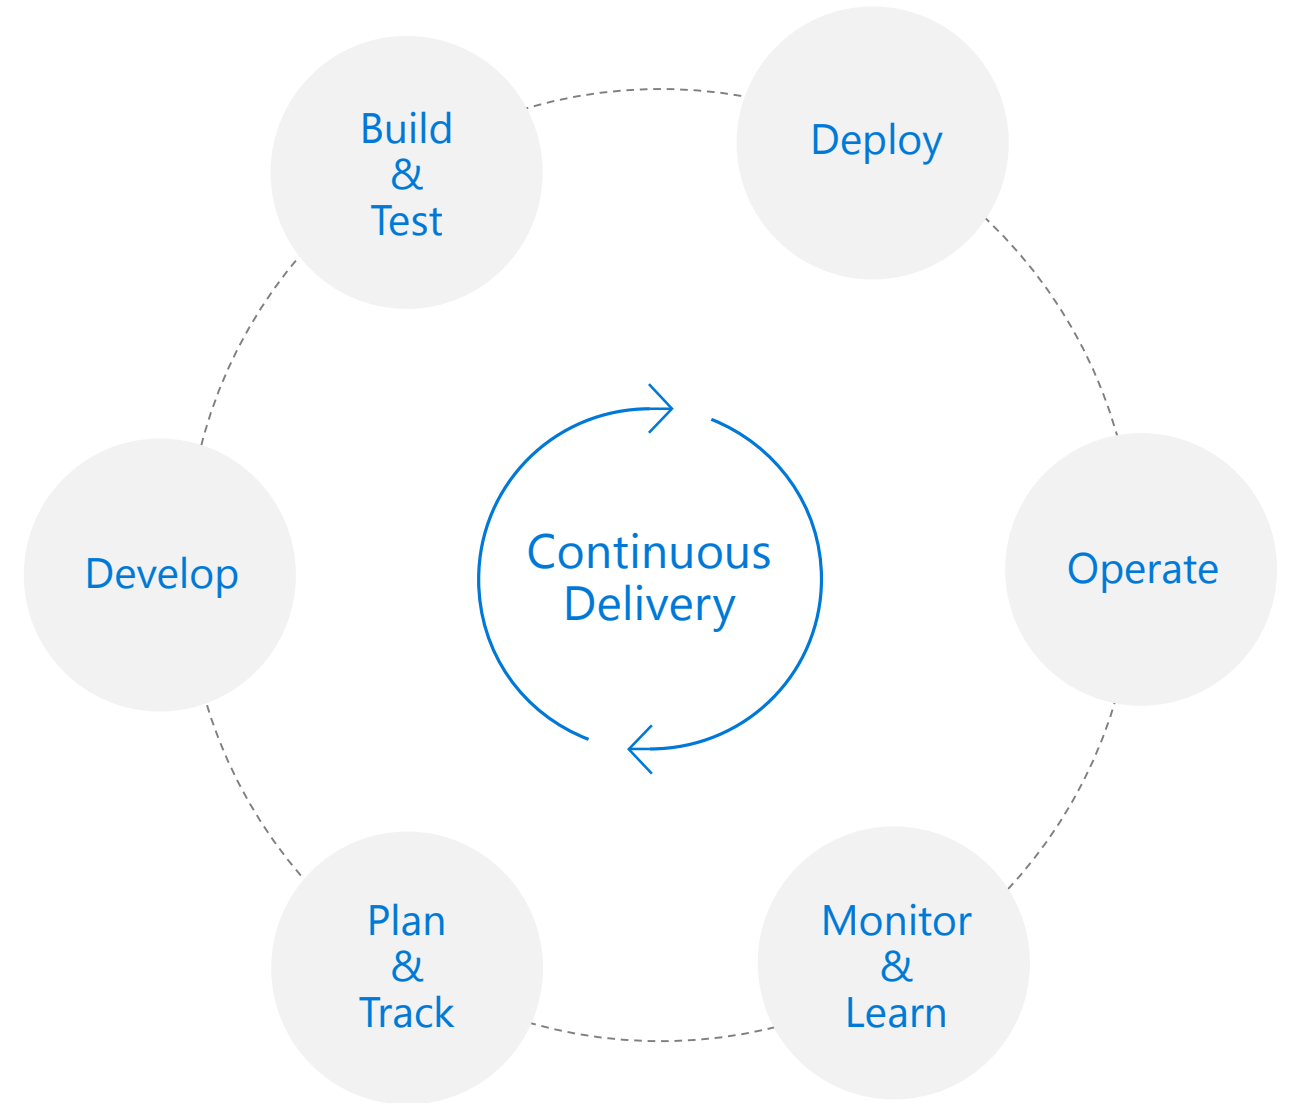 Build
&
Test
Deploy
Develop
Continuous
Delivery
Operate
Plan
&
Track
Monitor
&
Learn